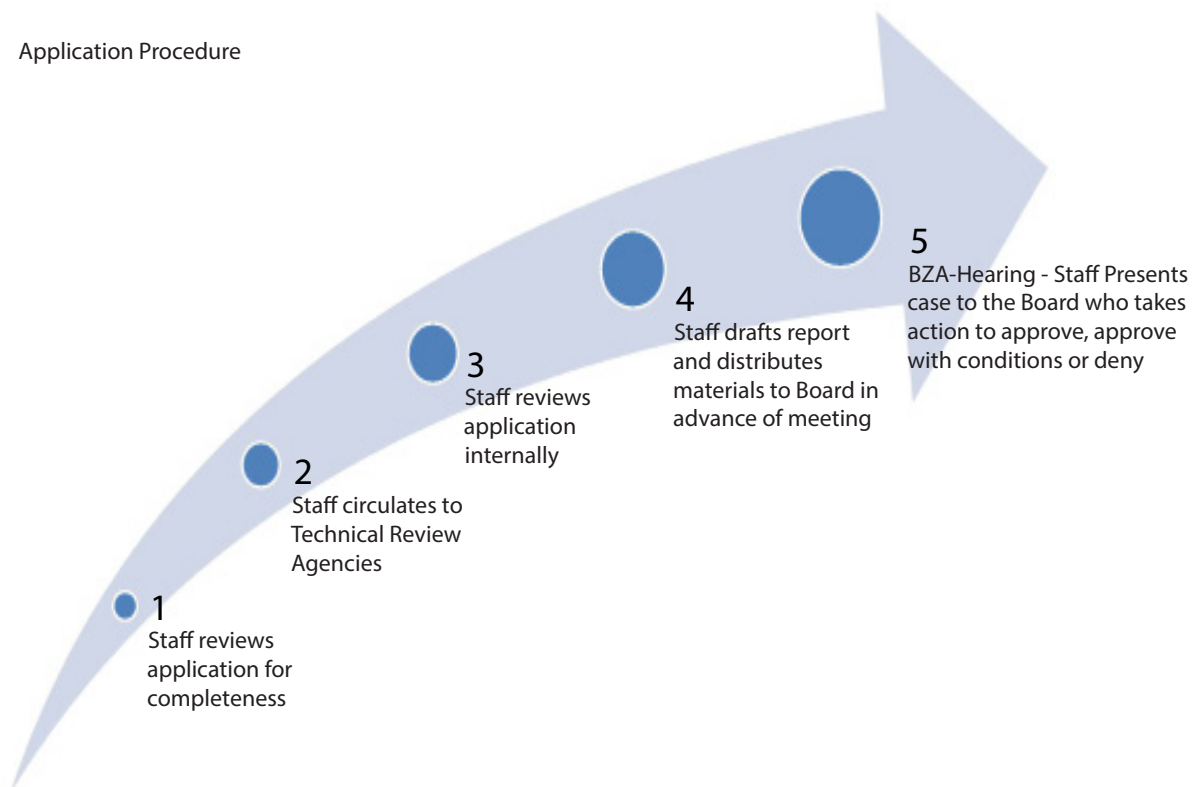 Application Procedure
1
Staff reviews
application for
completeness
2
Staff circulates to
Technical Review
Agencies
3
Staff reviews
application
internally
4
Staff drafts report
and distributes
materials to Board in
advance of meeting
5
BZA-Hearing - Staff Presents
case to the Board who takes
action to approve, approve
with conditions or deny